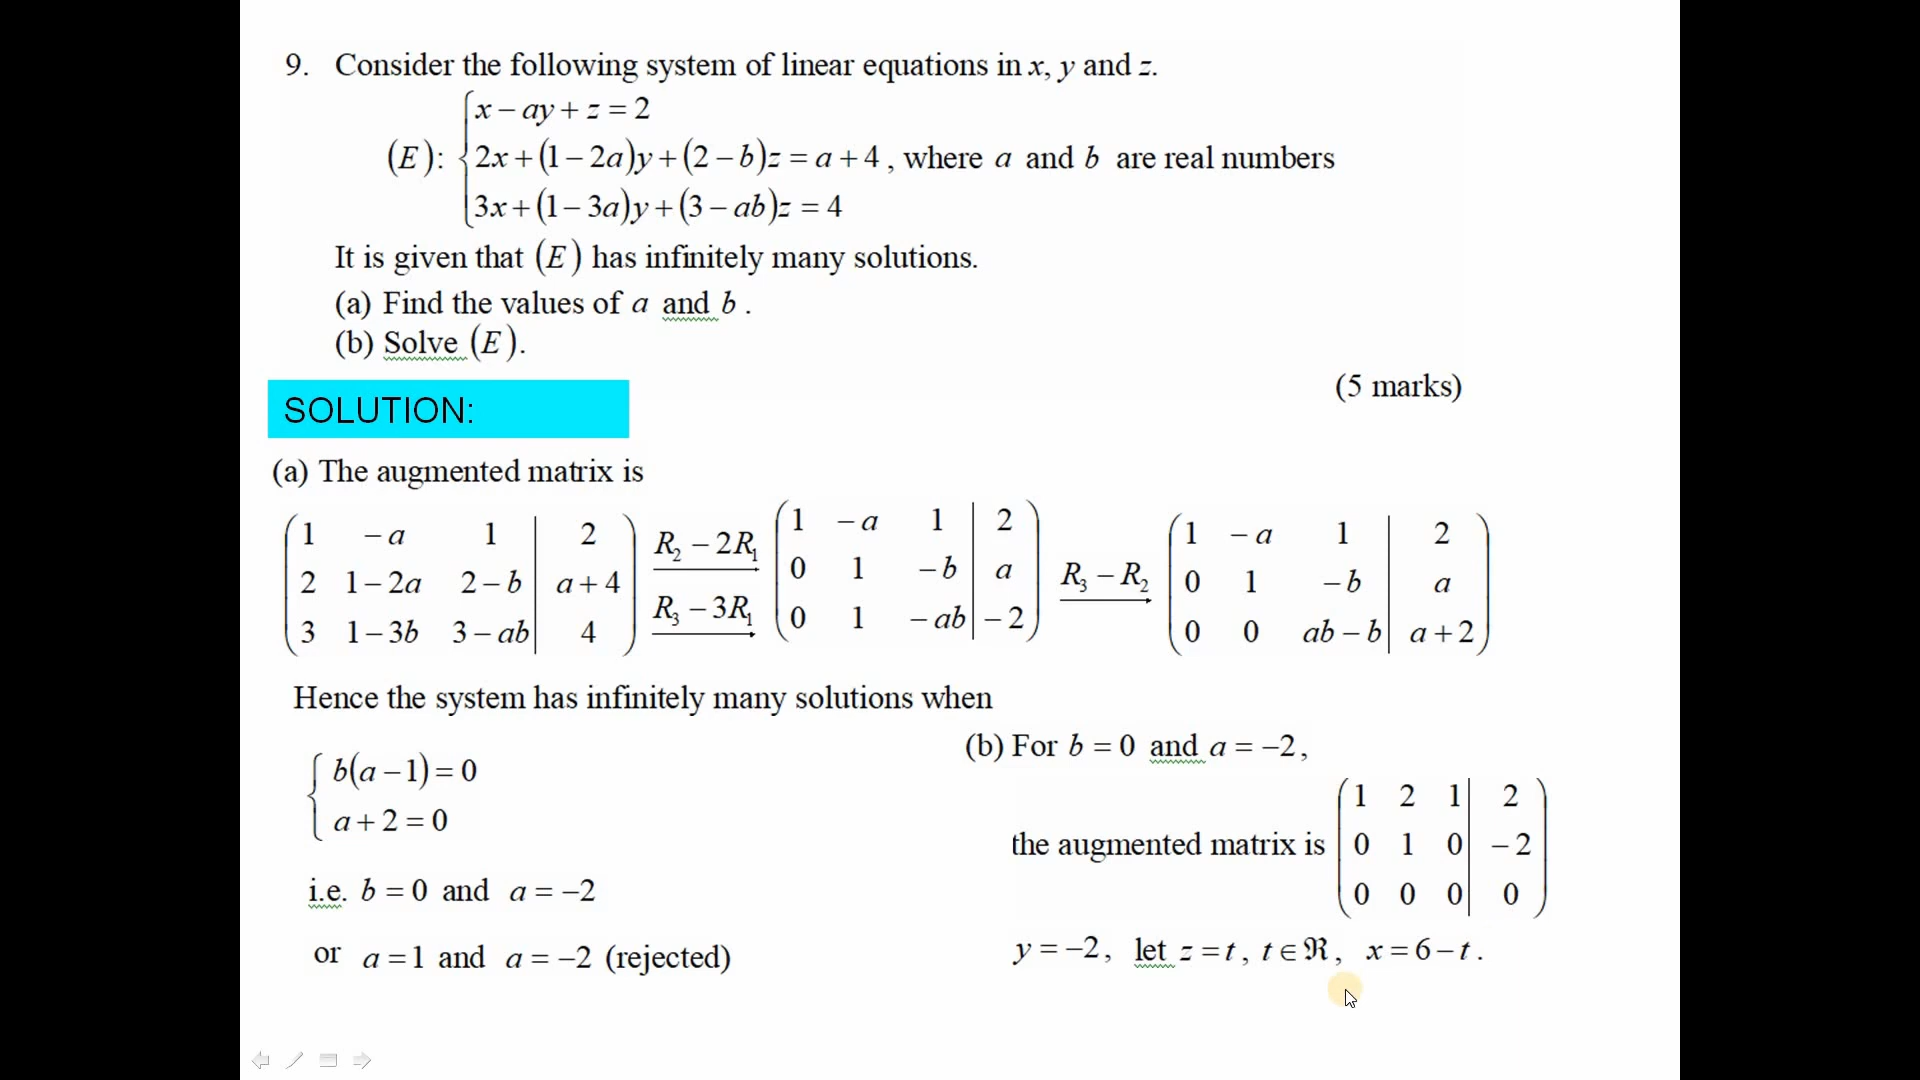 9. Consider the following system of linear equations in x, y and z.
(E): { x − ay + z = 2
2x + (1 − 2a)y + (2 − b)z = a + 4 , where a and b are real numbers
3x + (1 − 3a)y + (3 − ab)z = 4
It is given that (E) has infinitely many solutions.
(a) Find the values of a and b .
(b) Solve (E).
(5 marks)
SOLUTION:
(a) The augmented matrix is
( 1 −a 1 | 2 )
( 2 1−2a 2−b | a+4 )
( 3 1−3b 3−ab | 4 )
R₂ − 2R₁
R₃ − 3R₁
( 1 −a 1 | 2 )
( 0 1 −b | a )
( 0 1 −ab | −2 )
R₃ − R₂
( 1 −a 1 | 2 )
( 0 1 −b | a )
( 0 0 ab−b | a+2 )
Hence the system has infinitely many solutions when
{ b(a − 1) = 0
a + 2 = 0
i.e. b = 0 and a = −2
or a = 1 and a = −2 (rejected)
(b) For b = 0 and a = −2,
the augmented matrix is
( 1 2 1 | 2 )
( 0 1 0 | −2 )
( 0 0 0 | 0 )
y = −2, let z = t, t ∈ ℜ, x = 6 − t.